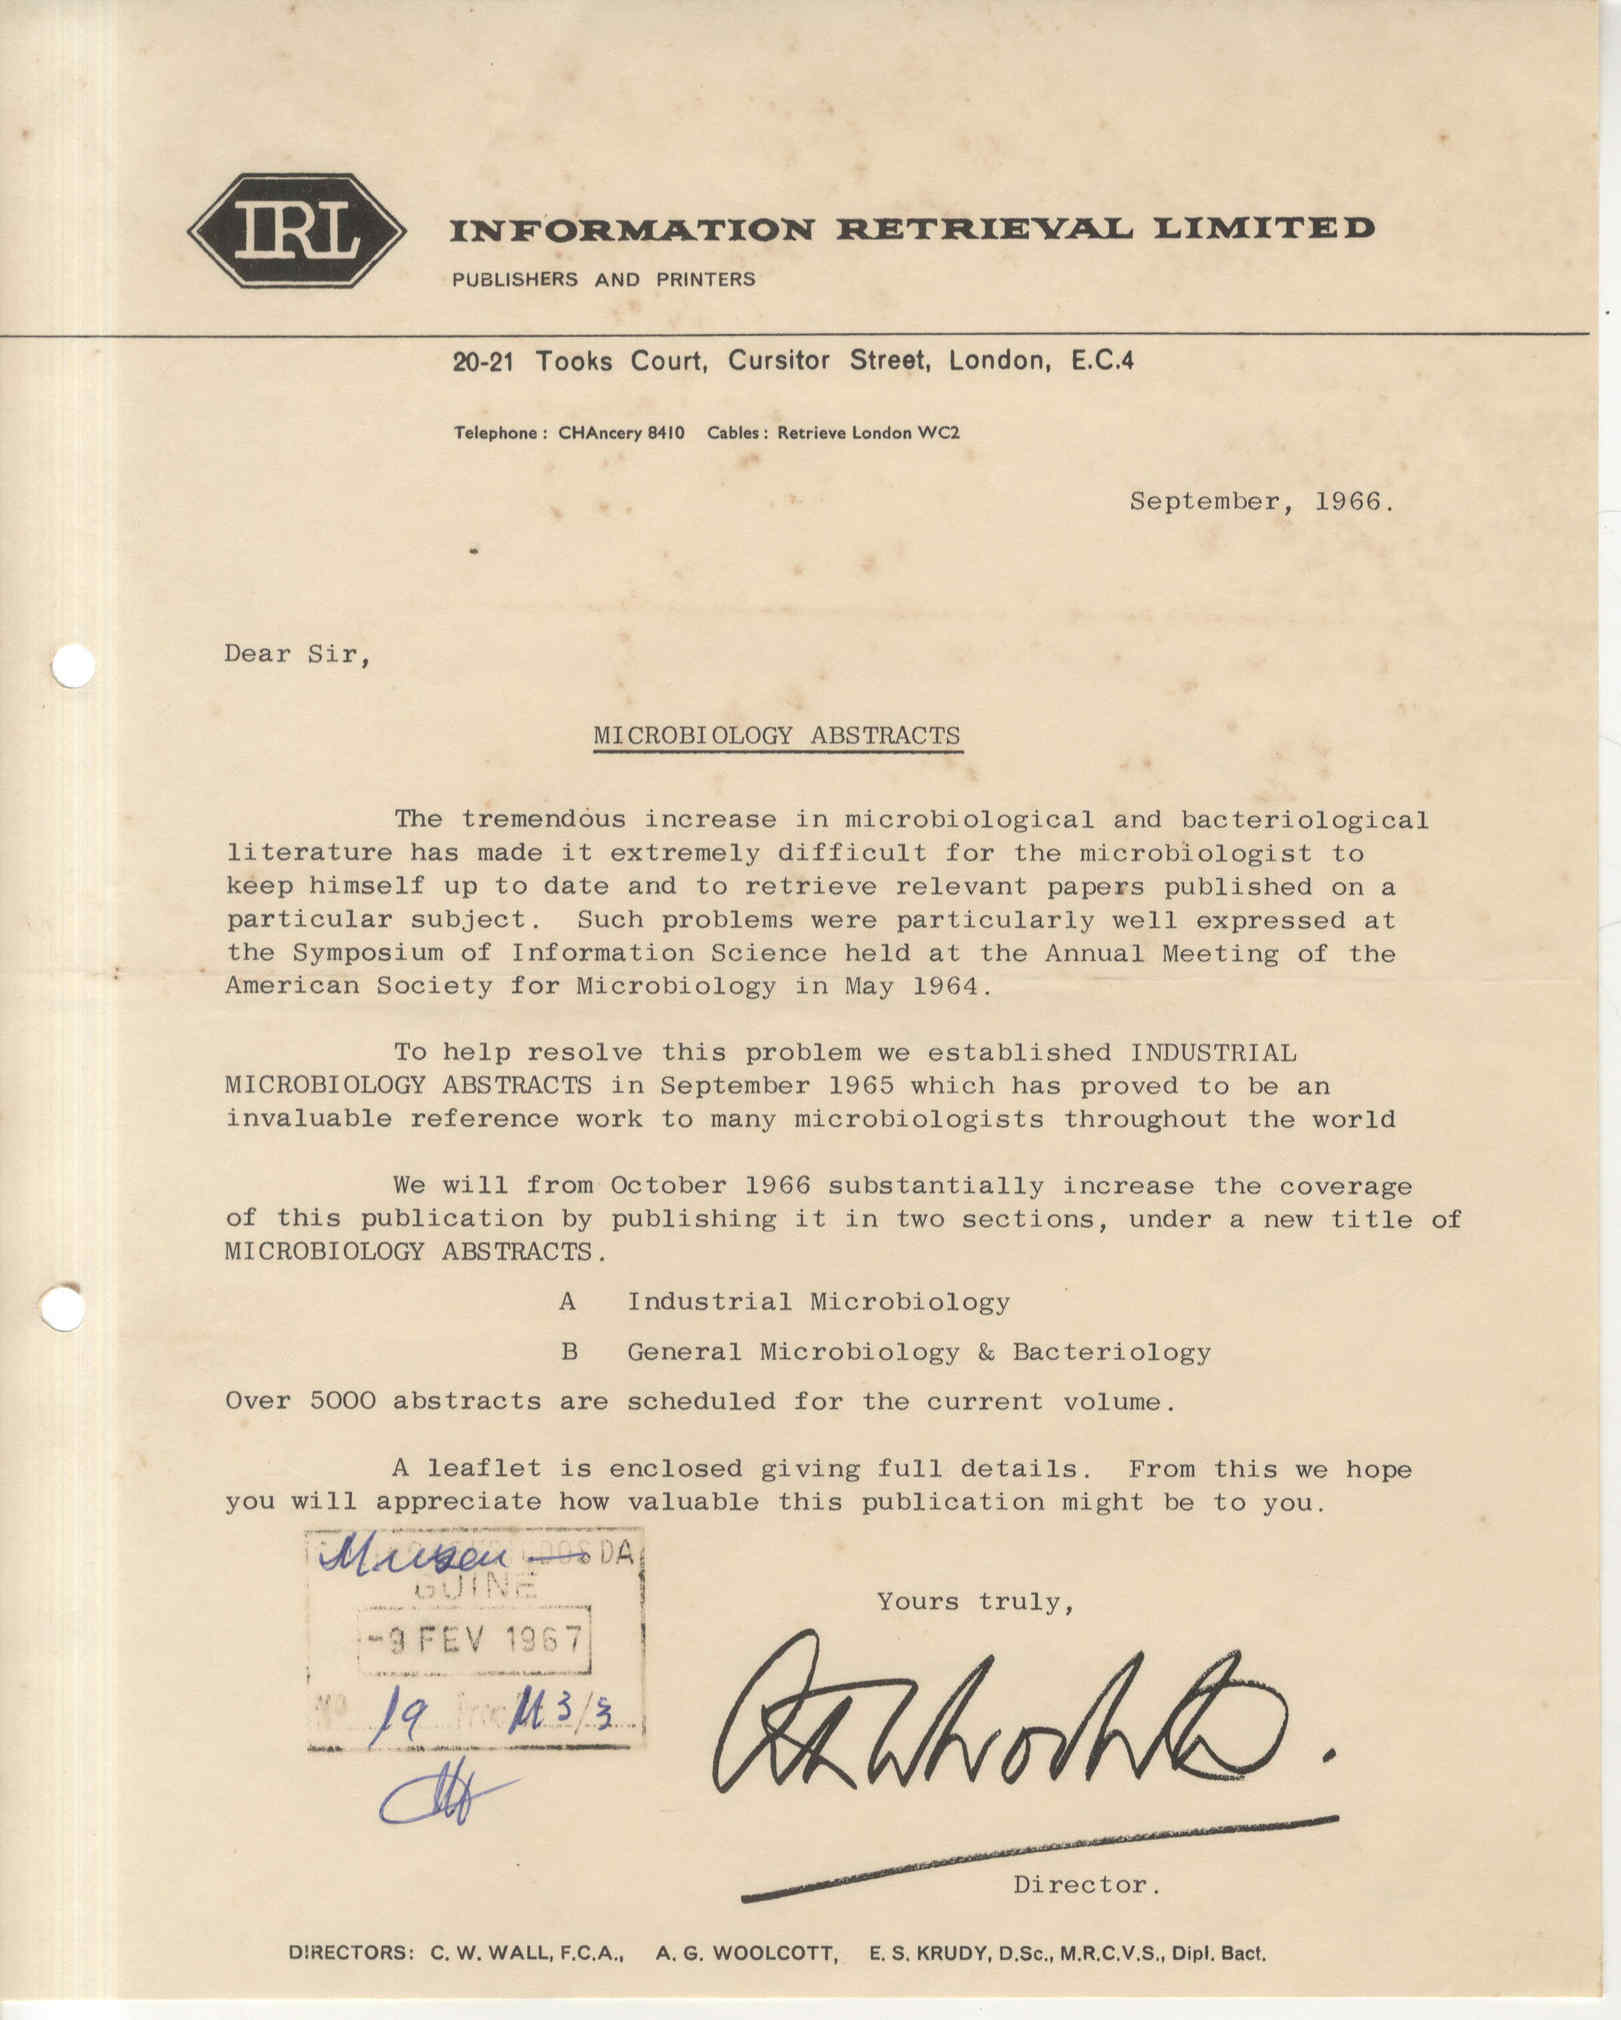 IRL
INFORMATION RETRIEVAL LIMITED
PUBLISHERS AND PRINTERS
20-21 Tooks Court, Cursitor Street, London, E.C.4
Telephone : CHAncery 8410 Cables : Retrieve London WC2
September, 1966.
Dear Sir,
MICROBIOLOGY ABSTRACTS
The tremendous increase in microbiological and bacteriological
literature has made it extremely difficult for the microbiologist to
keep himself up to date and to retrieve relevant papers published on a
particular subject. Such problems were particularly well expressed at
the Symposium of Information Science held at the Annual Meeting of the
American Society for Microbiology in May 1964.
To help resolve this problem we established INDUSTRIAL
MICROBIOLOGY ABSTRACTS in September 1965 which has proved to be an
invaluable reference work to many microbiologists throughout the world
We will from October 1966 substantially increase the coverage
of this publication by publishing it in two sections, under a new title of
MICROBIOLOGY ABSTRACTS.
A Industrial Microbiology
B General Microbiology & Bacteriology
Over 5000 abstracts are scheduled for the current volume.
A leaflet is enclosed giving full details. From this we hope
you will appreciate how valuable this publication might be to you.
Museu DA
GUINÉ
-9 FEV 1967
Nº 19 M3/3
Yours truly,
Director.
DIRECTORS: C. W. WALL, F.C.A., A. G. WOOLCOTT, E. S. KRUDY, D.Sc., M.R.C.V.S., Dipl. Bact.